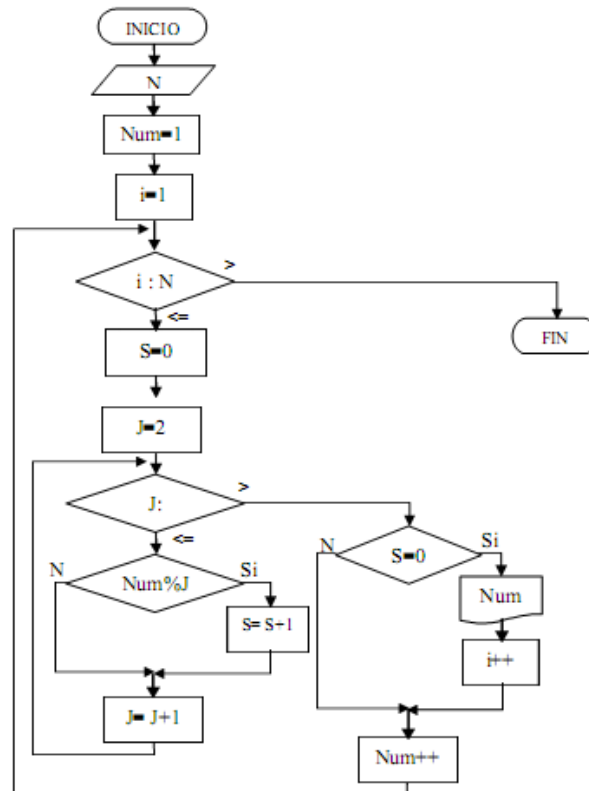 INICIO
N
Num=1
i=1
i : N
>
<=
FIN
S=0
J=2
J:
>
<=
N
S=0
Si
N
Num%J
Si
Num
S= S+1
i++
J= J+1
Num++